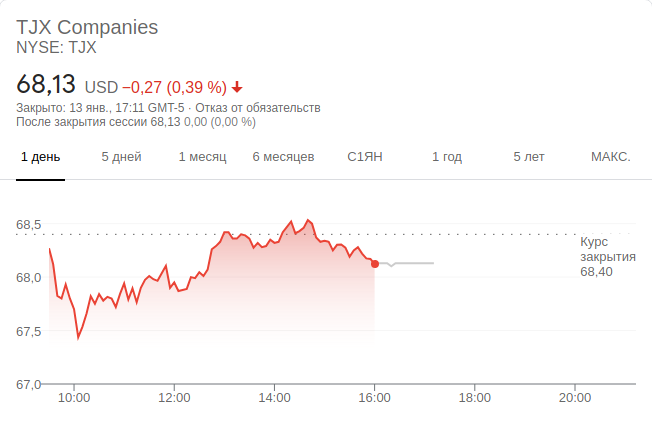 TJX Companies
NYSE: TJX
68,13 USD −0,27 (0,39 %)
Закрыто: 13 янв., 17:11 GMT-5 · Отказ от обязательств
После закрытия сессии 68,13 0,00 (0,00 %)
1 день 5 дней 1 месяц 6 месяцев С1ЯН 1 год 5 лет МАКС.
68,5
Курс
закрытия
68,40
68,0
67,5
67,0
10:00 12:00 14:00 16:00 18:00 20:00